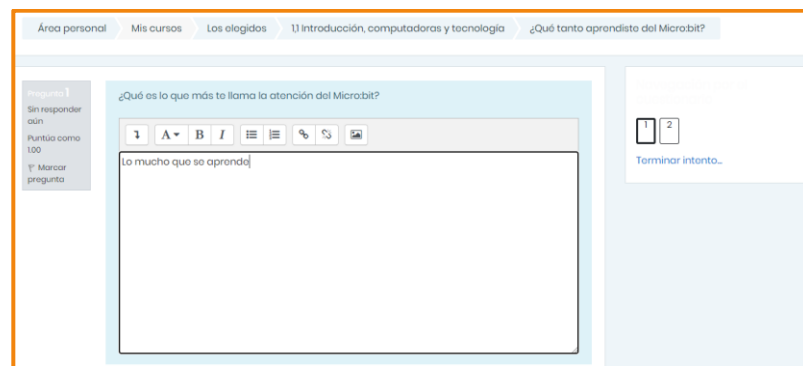 Área personal Mis cursos Los elegidos 1,1 Introducción, computadoras y tecnología ¿Qué tanto aprendiste del Micro:bit?
Pregunta 1
Sin responder
aún
Puntúa como
1.00
Marcar
pregunta
¿Qué es lo que más te llama la atención del Micro:bit?
A B I
Lo mucho que se aprende
1 2
Terminar intento...